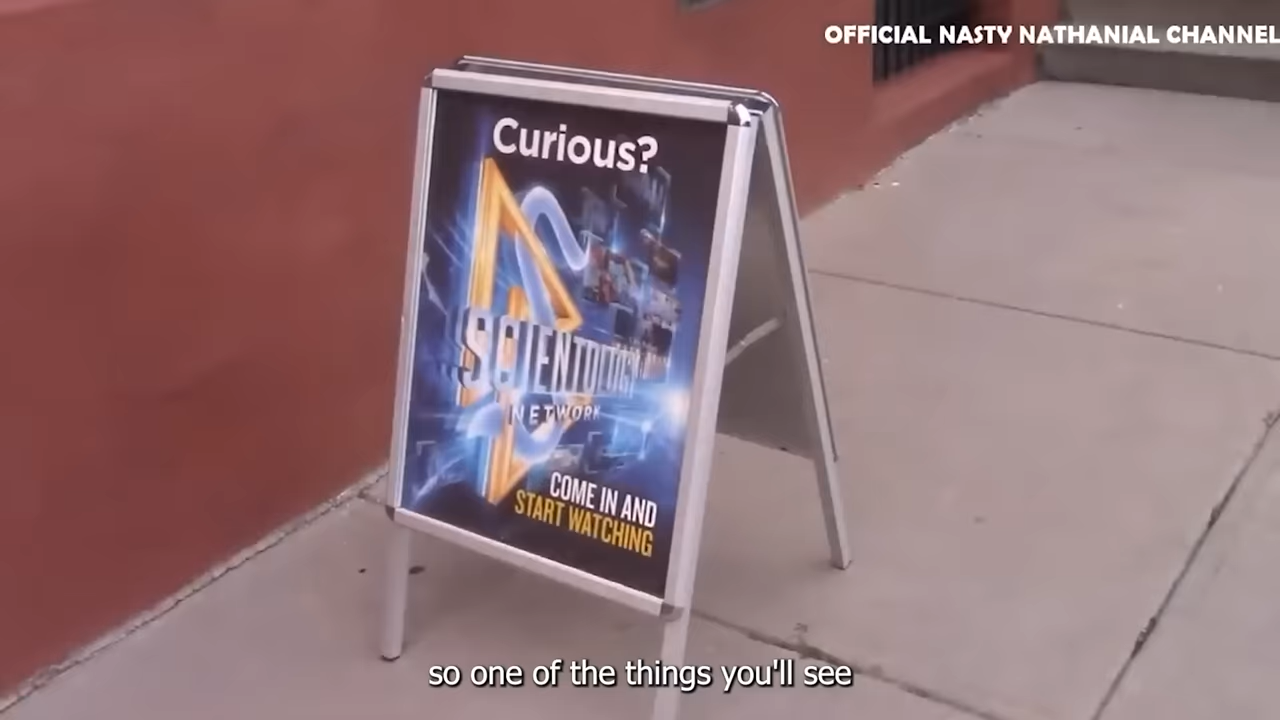 OFFICIAL NASTY NATHANIAL CHANNEL
Curious?
SCIENTOLOGY
NETWORK
COME IN AND
START WATCHING
so one of the things you'll see